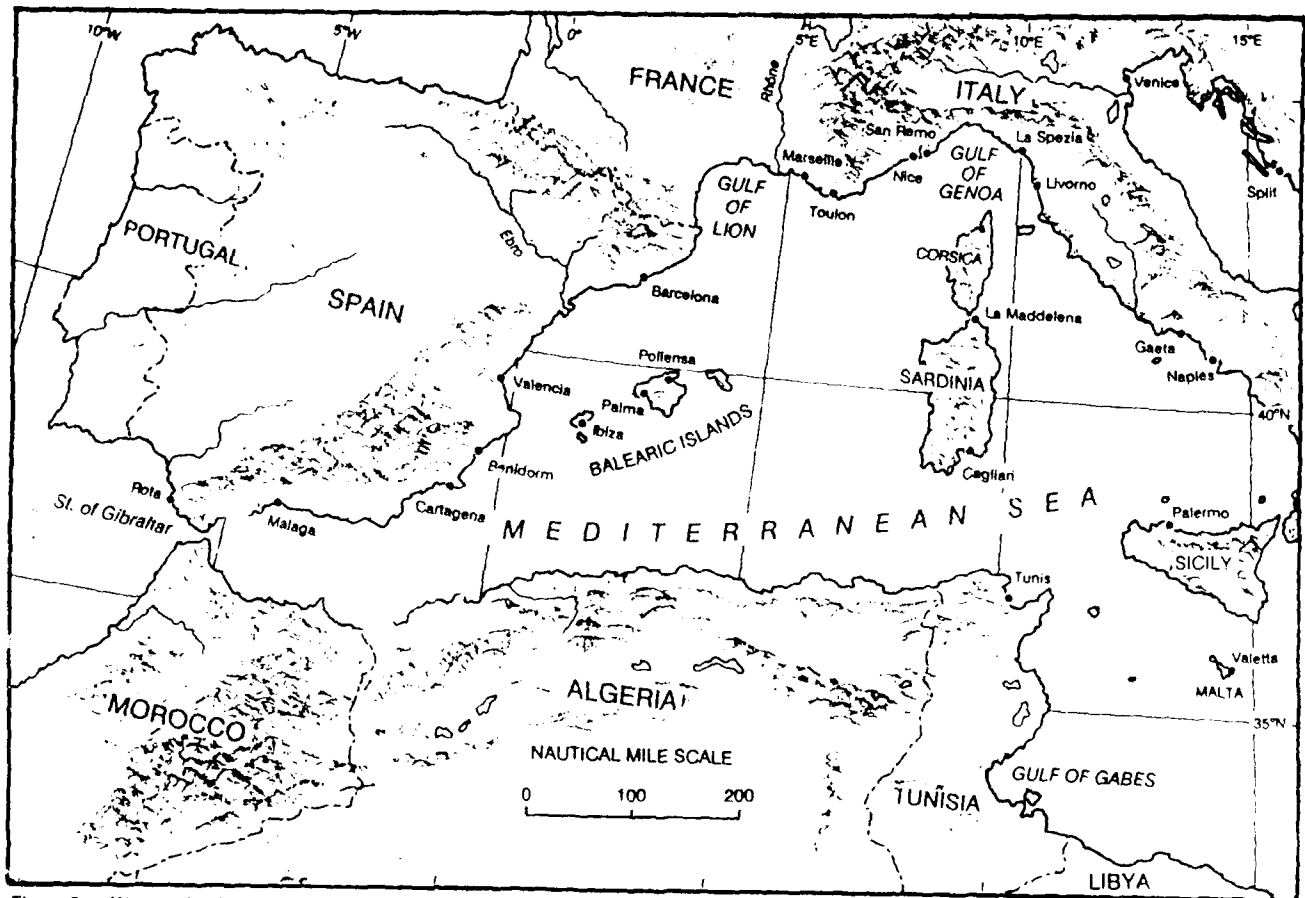 10°W
5°W
0°
5°E
10°E
15°E
FRANCE
Rhône
ITALY
Venice
San Remo
La Spezia
Marseille
Nice
GULF
OF
GENOA
Livorno
Split
GULF
OF
LION
Toulon
PORTUGAL
Ebro
CORSICA
SPAIN
Barcelona
La Maddelena
Gaeta
Naples
Pollensa
Valencia
SARDINIA
Palma
40°N
Ibiza
BALEARIC ISLANDS
Benidorm
Cagliari
Rota
St. of Gibraltar
Malaga
Cartagena
MEDITERRANEAN SEA
Palermo
SICILY
Tunis
Valetta
MALTA
ALGERIA
MOROCCO
35°N
NAUTICAL MILE SCALE
0 100 200
GULF OF GABES
TUNISIA
LIBYA